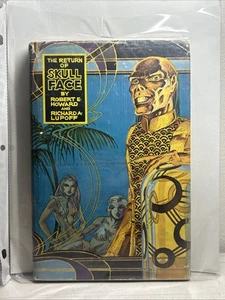 THE RETURN OF
SKULL
FACE
BY
ROBERT E.
HOWARD
AND
RICHARD A.
LUPOFF